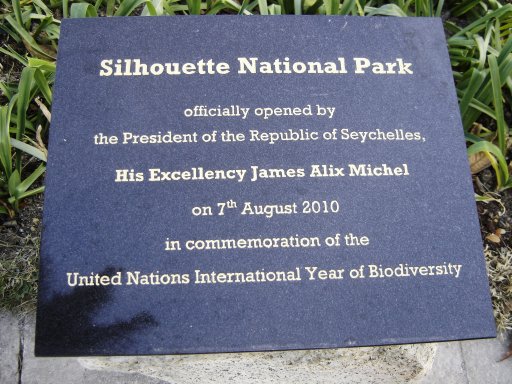 Silhouette National Park
officially opened by
the President of the Republic of Seychelles,
His Excellency James Alix Michel
on 7th August 2010
in commemoration of the
United Nations International Year of Biodiversity